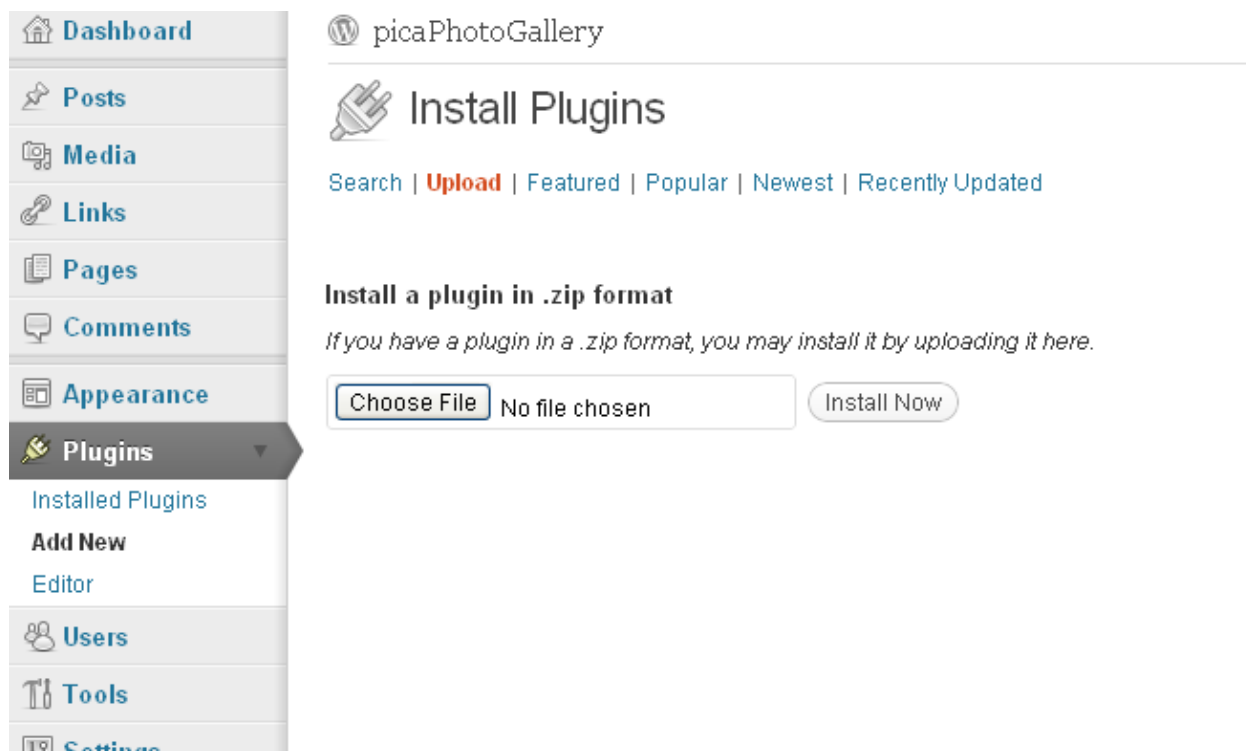 Dashboard
Posts
Media
Links
Pages
Comments
Appearance
Plugins
Installed Plugins
Add New
Editor
Users
Tools
Settings
picaPhotoGallery
Install Plugins
Search | Upload | Featured | Popular | Newest | Recently Updated
Install a plugin in .zip format
If you have a plugin in a .zip format, you may install it by uploading it here.
Choose File No file chosen Install Now